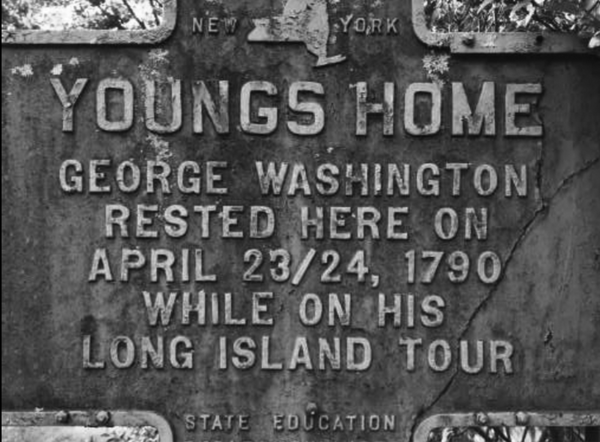 NEW YORK
YOUNGS HOME
GEORGE WASHINGTON
RESTED HERE ON
APRIL 23/24, 1790
WHILE ON HIS
LONG ISLAND TOUR
STATE EDUCATION